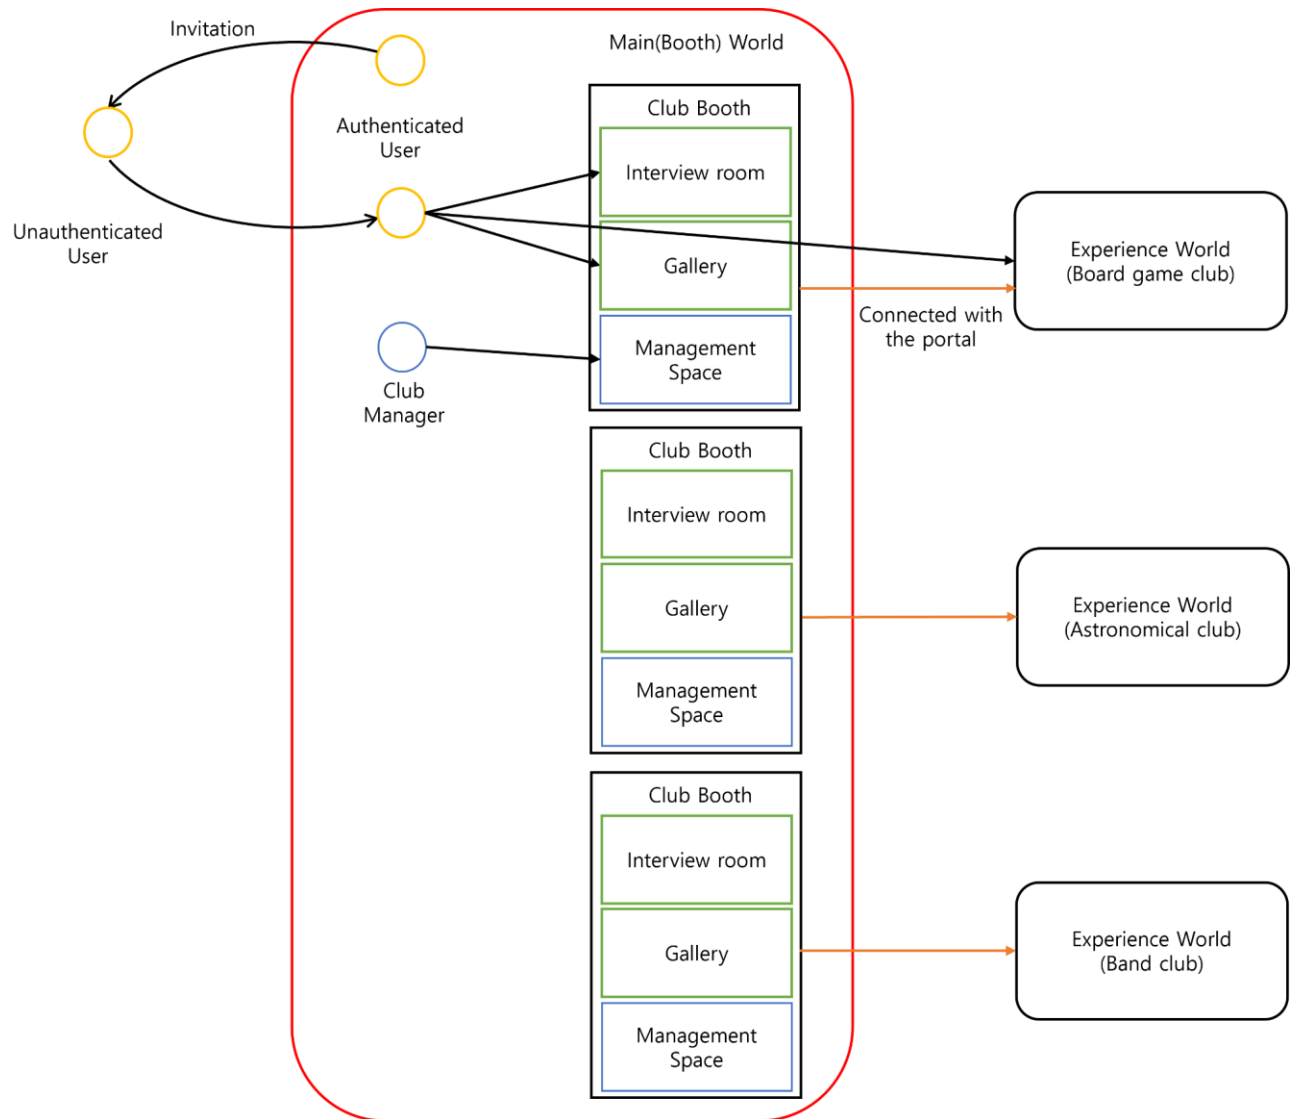 Invitation
Main(Booth) World
Authenticated
User
Unauthenticated
User
Club
Manager
Club Booth
Interview room
Gallery
Management
Space
Connected with
the portal
Experience World
(Board game club)
Club Booth
Interview room
Gallery
Management
Space
Experience World
(Astronomical club)
Club Booth
Interview room
Gallery
Management
Space
Experience World
(Band club)